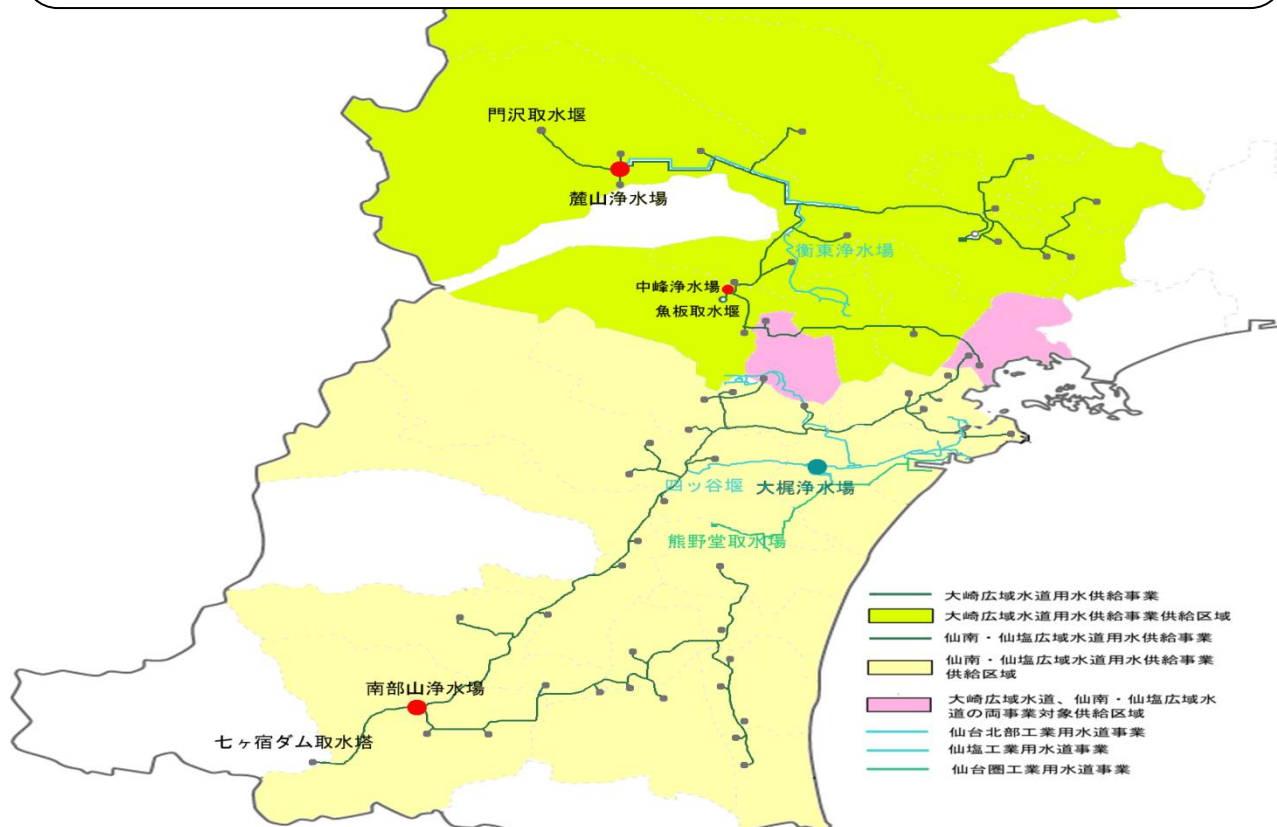 門沢取水堰
麓山浄水場
衡東浄水場
中峰浄水場
魚板取水堰
四ツ谷堰
大梶浄水場
熊野堂取水場
南部山浄水場
七ヶ宿ダム取水塔
大崎広域水道用水供給事業
大崎広域水道用水供給事業供給区域
仙南・仙塩広域水道用水供給事業
仙南・仙塩広域水道用水供給事業
供給区域
大崎広域水道、仙南・仙塩広域水
道の両事業対象供給区域
仙台北部工業用水道事業
仙塩工業用水道事業
仙台圏工業用水道事業